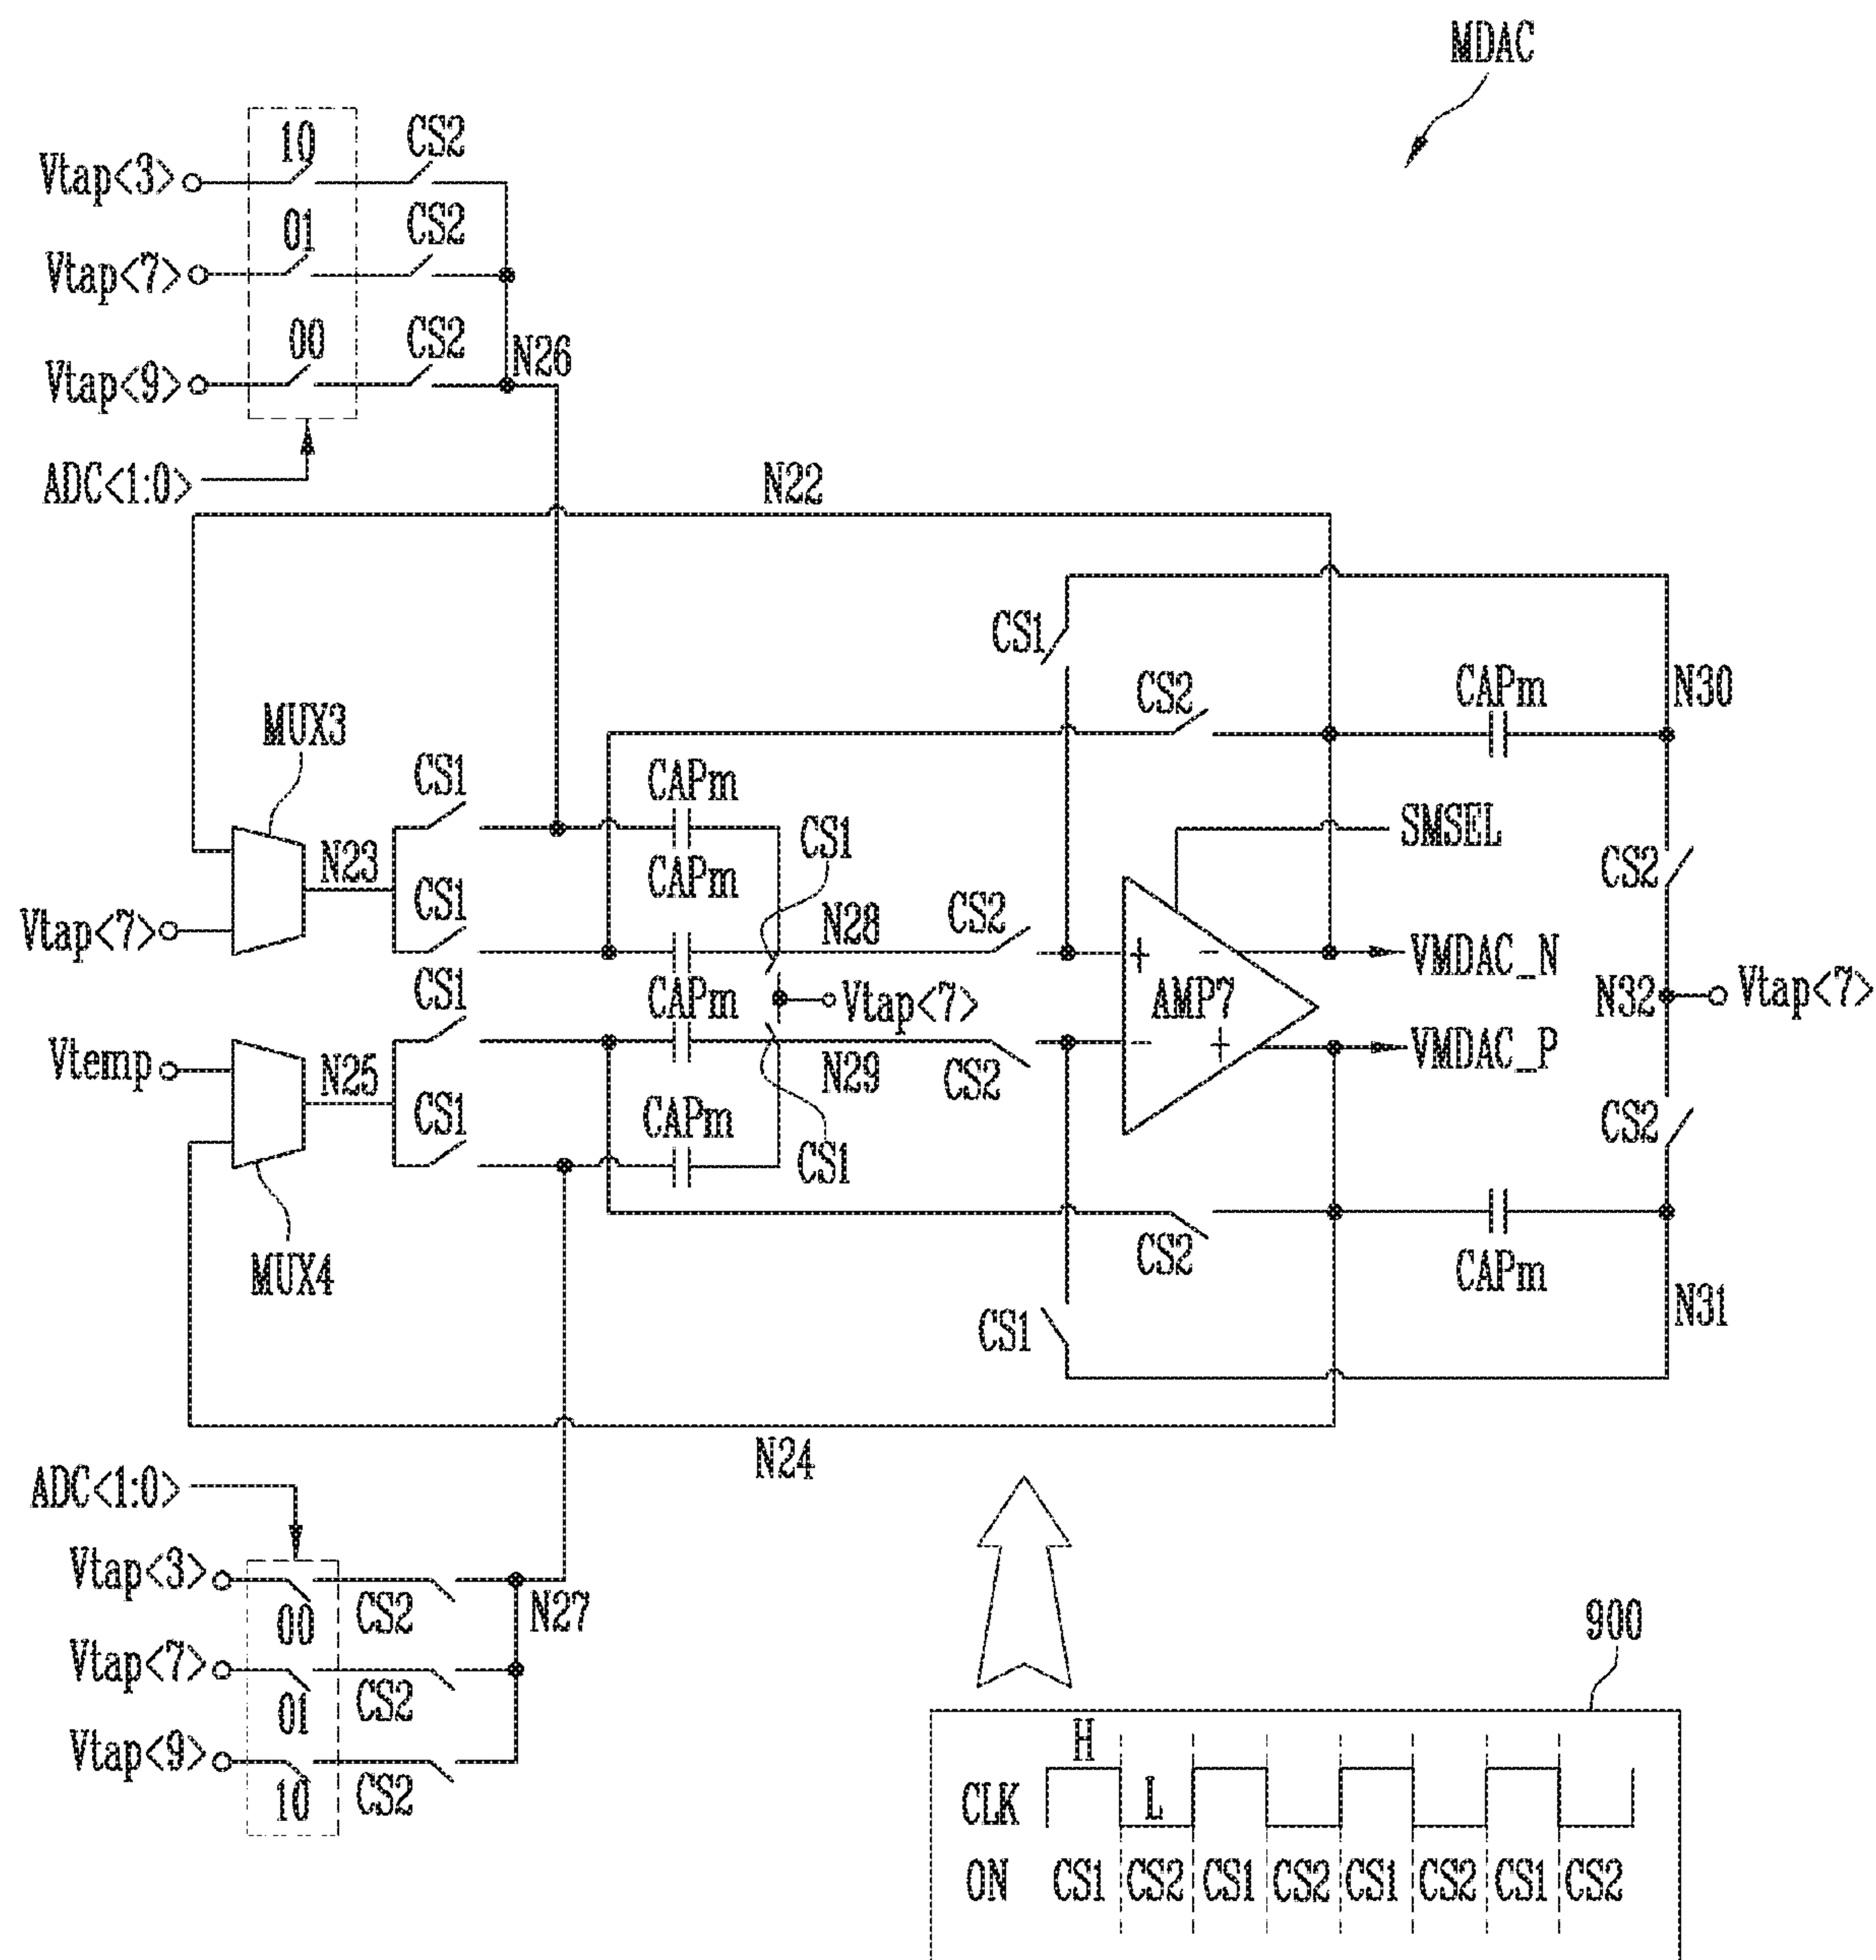 MDAC
10
CS2
Vtap<3>
01
CS2
Vtap<7>
00
CS2
N26
Vtap<9>
ADC<1:0>
N22
CS1
CS2
CAPm
N30
MUX3
CS1
CAPm
CS1
SMSEL
N23
CAPm
CS2
CS1
N28
CS2
Vtap<7>
+
-
VMDAC_N
CS1
CAPm
Vtap<7>
AMP7
N32
Vtap<7>
Vtemp
N25
N29
CS2
-
+
VMDAC_P
CS1
CAPm
CS2
CS1
MUX4
CS2
CAPm
N31
CS1
N24
ADC<1:0>
Vtap<3>
00
CS2
N27
Vtap<7>
01
CS2
Vtap<9>
10
CS2
900
H
CLK
L
ON CS1 CS2 CS1 CS2 CS1 CS2 CS1 CS2